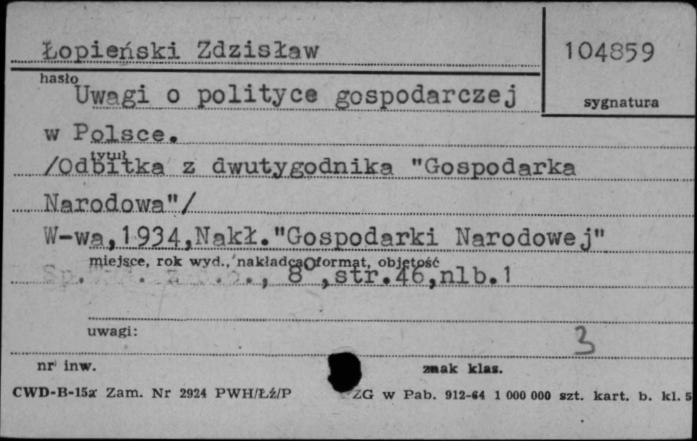 Łopieński Zdzisław
104859
hasło
sygnatura
Uwagi o polityce gospodarczej
w Polsce.
tytuł
/Odbitka z dwutygodnika "Gospodarka
Narodowa"/
W-wa,1934,Nakł."Gospodarki Narodowej"
miejsce, rok wyd., nakładca, format, objętość
Sp. z o.o., 8°,str.46,nlb.1
uwagi:
3
nr inw.
znak klas.
CWD-B-15a Zam. Nr 2924 PWH/Łź/P
ZG w Pab. 912-64 1 000 000 szt. kart. b. kl. 5